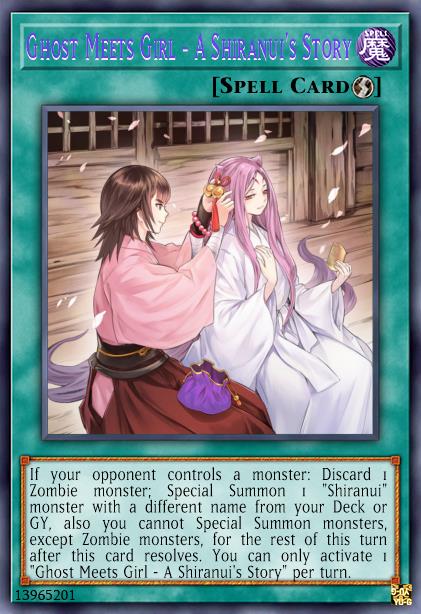 Ghost Meets Girl - A Shiranui's Story
SPELL
魔
[Spell Card]
If your opponent controls a monster: Discard 1
Zombie monster; Special Summon 1 "Shiranui"
monster with a different name from your Deck or
GY, also you cannot Special Summon monsters,
except Zombie monsters, for the rest of this turn
after this card resolves. You can only activate 1
"Ghost Meets Girl - A Shiranui's Story" per turn.
13965201